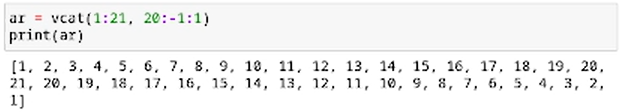 ar = vcat(1:21, 20:-1:1)
print(ar)
[1, 2, 3, 4, 5, 6, 7, 8, 9, 10, 11, 12, 13, 14, 15, 16, 17, 18, 19, 20,
21, 20, 19, 18, 17, 16, 15, 14, 13, 12, 11, 10, 9, 8, 7, 6, 5, 4, 3, 2,
1]